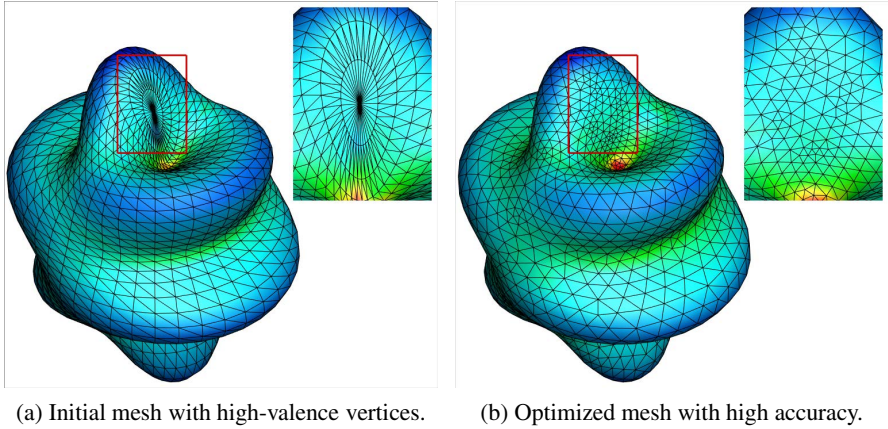 (a) Initial mesh with high-valence vertices.
(b) Optimized mesh with high accuracy.